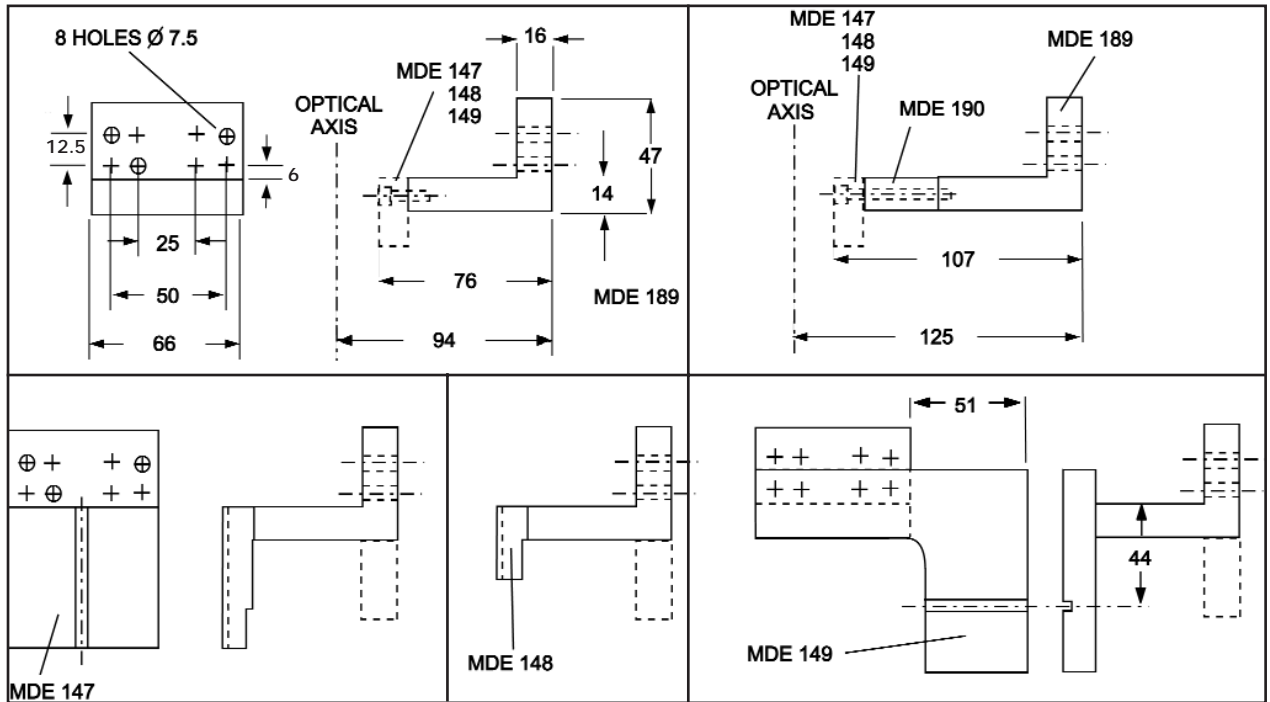 8 HOLES Ø 7.5
12.5
6
25
50
66
OPTICAL
AXIS
MDE 147
148
149
16
47
14
76
MDE 189
94
MDE 147
148
149
MDE 189
OPTICAL
AXIS
MDE 190
107
125
MDE 147
MDE 148
51
44
MDE 149